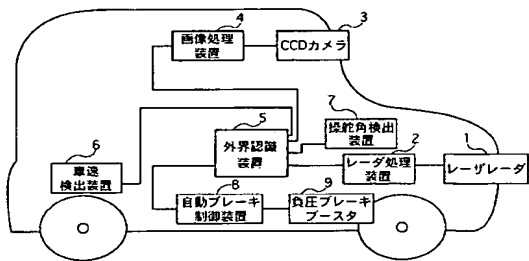 4
画像処理
装置
3
CCDカメラ
7
操舵角検出
装置
5
外界認識
装置
2
レーダ処理
装置
1
レーザレーダ
6
車速
検出装置
8
自動ブレーキ
制御装置
9
負圧ブレーキ
ブースタ